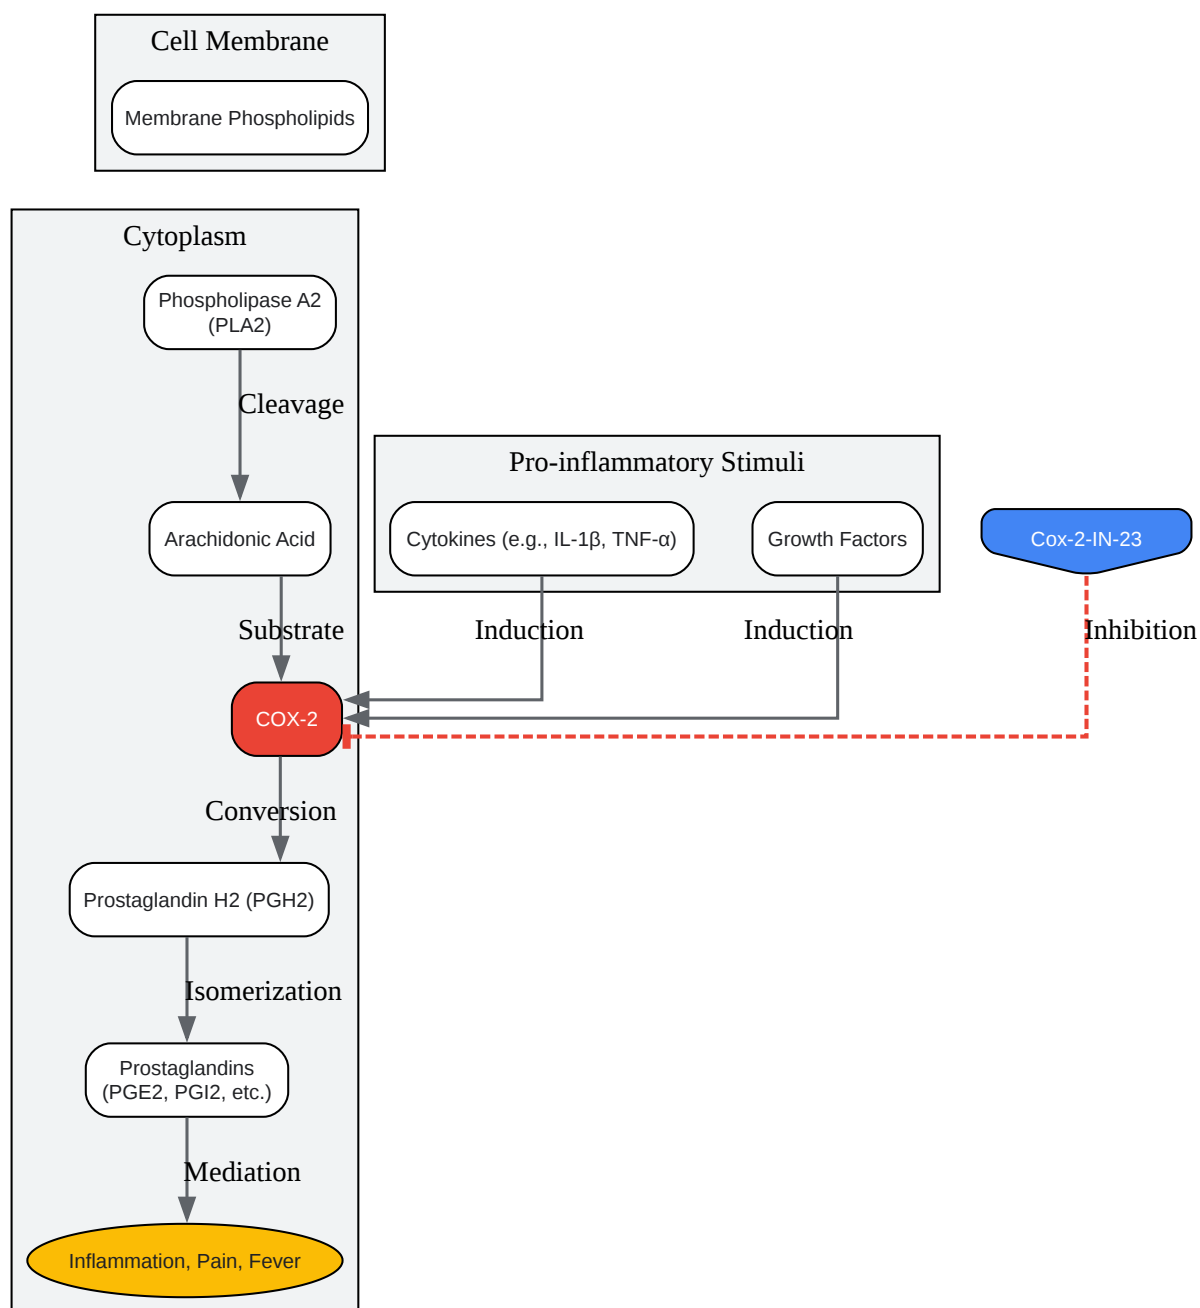 Cell Membrane
Membrane Phospholipids
Cytoplasm
Phospholipase A2
(PLA2)
Cleavage
Pro-inflammatory Stimuli
Arachidonic Acid
Cytokines (e.g., IL-1β, TNF-α)
Growth Factors
Cox-2-IN-23
Substrate
Induction
Induction
Inhibition
COX-2
Conversion
Prostaglandin H2 (PGH2)
Isomerization
Prostaglandins
(PGE2, PGI2, etc.)
Mediation
Inflammation, Pain, Fever